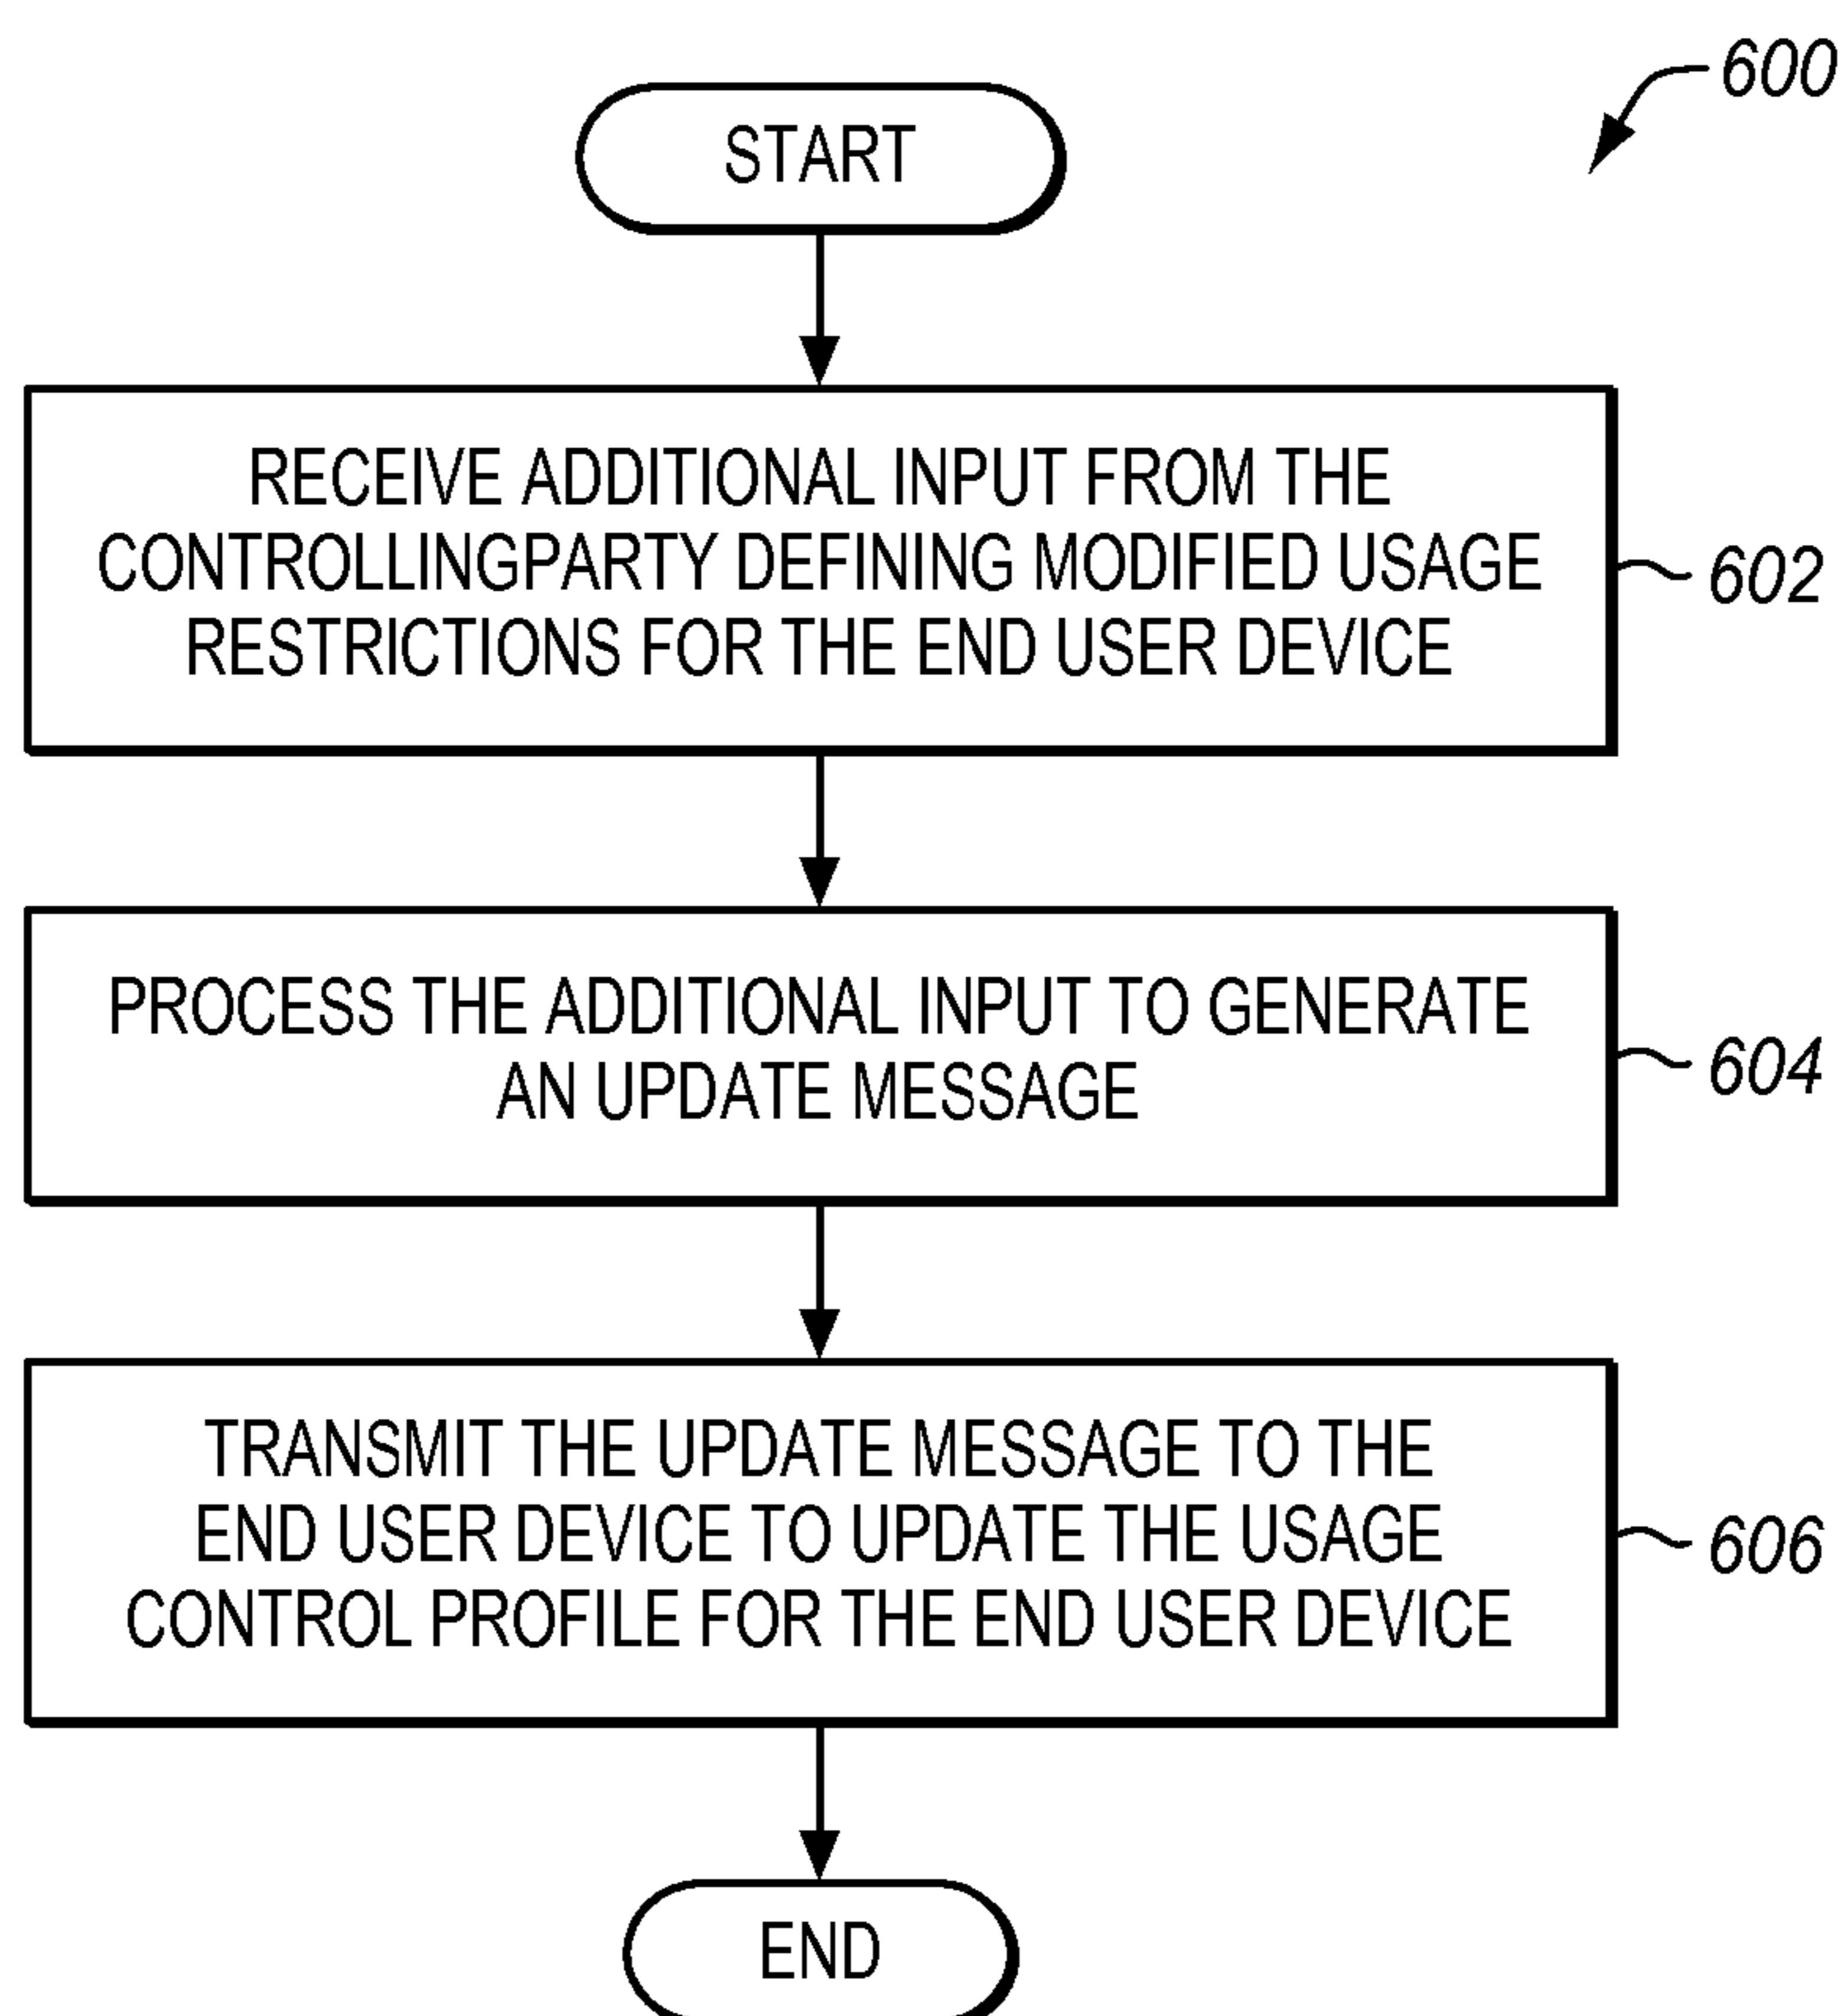 600
START
RECEIVE ADDITIONAL INPUT FROM THE
CONTROLLINGPARTY DEFINING MODIFIED USAGE
RESTRICTIONS FOR THE END USER DEVICE
602
PROCESS THE ADDITIONAL INPUT TO GENERATE
AN UPDATE MESSAGE
604
TRANSMIT THE UPDATE MESSAGE TO THE
END USER DEVICE TO UPDATE THE USAGE
CONTROL PROFILE FOR THE END USER DEVICE
606
END